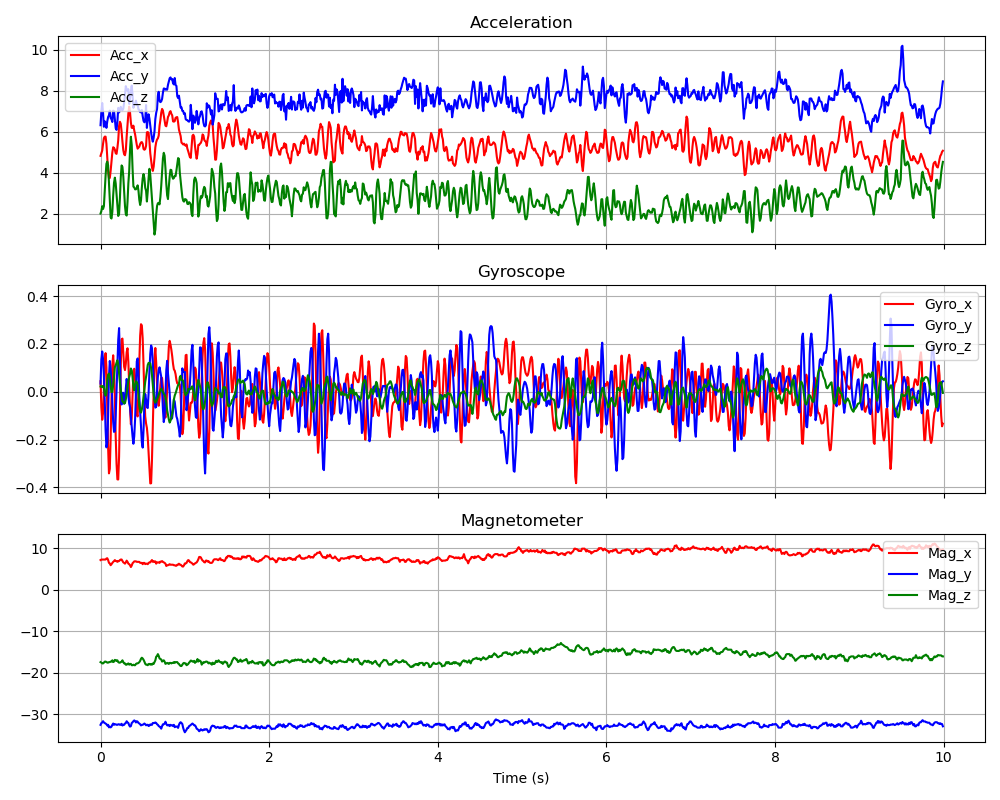 Acceleration
10
8
6
4
2
Acc_x
Acc_y
Acc_z
Gyroscope
0.4
0.2
0.0
−0.2
−0.4
Gyro_x
Gyro_y
Gyro_z
Magnetometer
10
0
−10
−20
−30
Mag_x
Mag_y
Mag_z
0 2 4 6 8 10
Time (s)